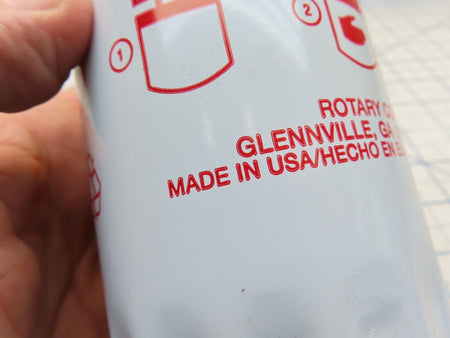 1
2
ROTARY
GLENNVILLE, GA
MADE IN USA/HECHO EN